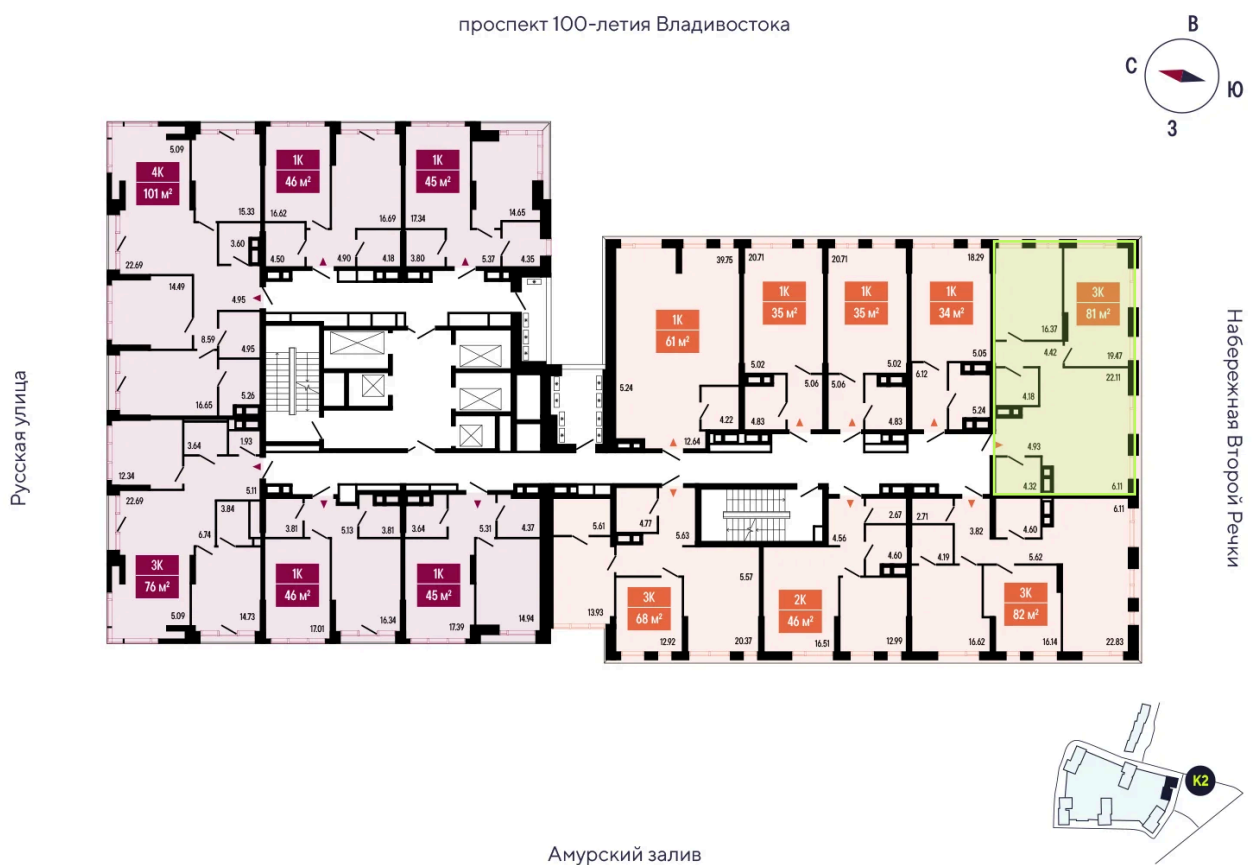 проспект 100-летия Владивостока
В
С
Ю
З
Русская улица
Набережная Второй Речки
Амурский залив
K2
4К
101 м²
5.09
15.33
3.60
22.69
14.49
4.95
8.59
4.95
16.65
5.26
1К
46 м²
16.62
16.69
4.50
4.90
4.18
1К
45 м²
17.34
14.65
3.80
5.37
4.35
3.64
1.93
12.34
22.69
5.11
3.84
6.74
3К
76 м²
5.09
14.73
3.81
5.13
3.81
1К
46 м²
17.01
16.34
3.64
5.31
4.37
1К
45 м²
17.39
14.94
39.75
1К
61 м²
5.24
4.22
12.64
20.71
1К
35 м²
5.02
5.06
4.83
20.71
1К
35 м²
5.02
5.06
4.83
18.29
1К
34 м²
5.05
6.12
5.24
3К
81 м²
16.37
4.42
19.47
22.11
4.18
4.93
4.32
6.11
5.61
4.77
5.63
5.57
3К
68 м²
13.93
12.92
20.37
2.67
4.56
4.60
2К
46 м²
16.51
12.99
2.71
3.82
4.60
6.11
4.19
5.62
3К
82 м²
16.62
16.14
22.83